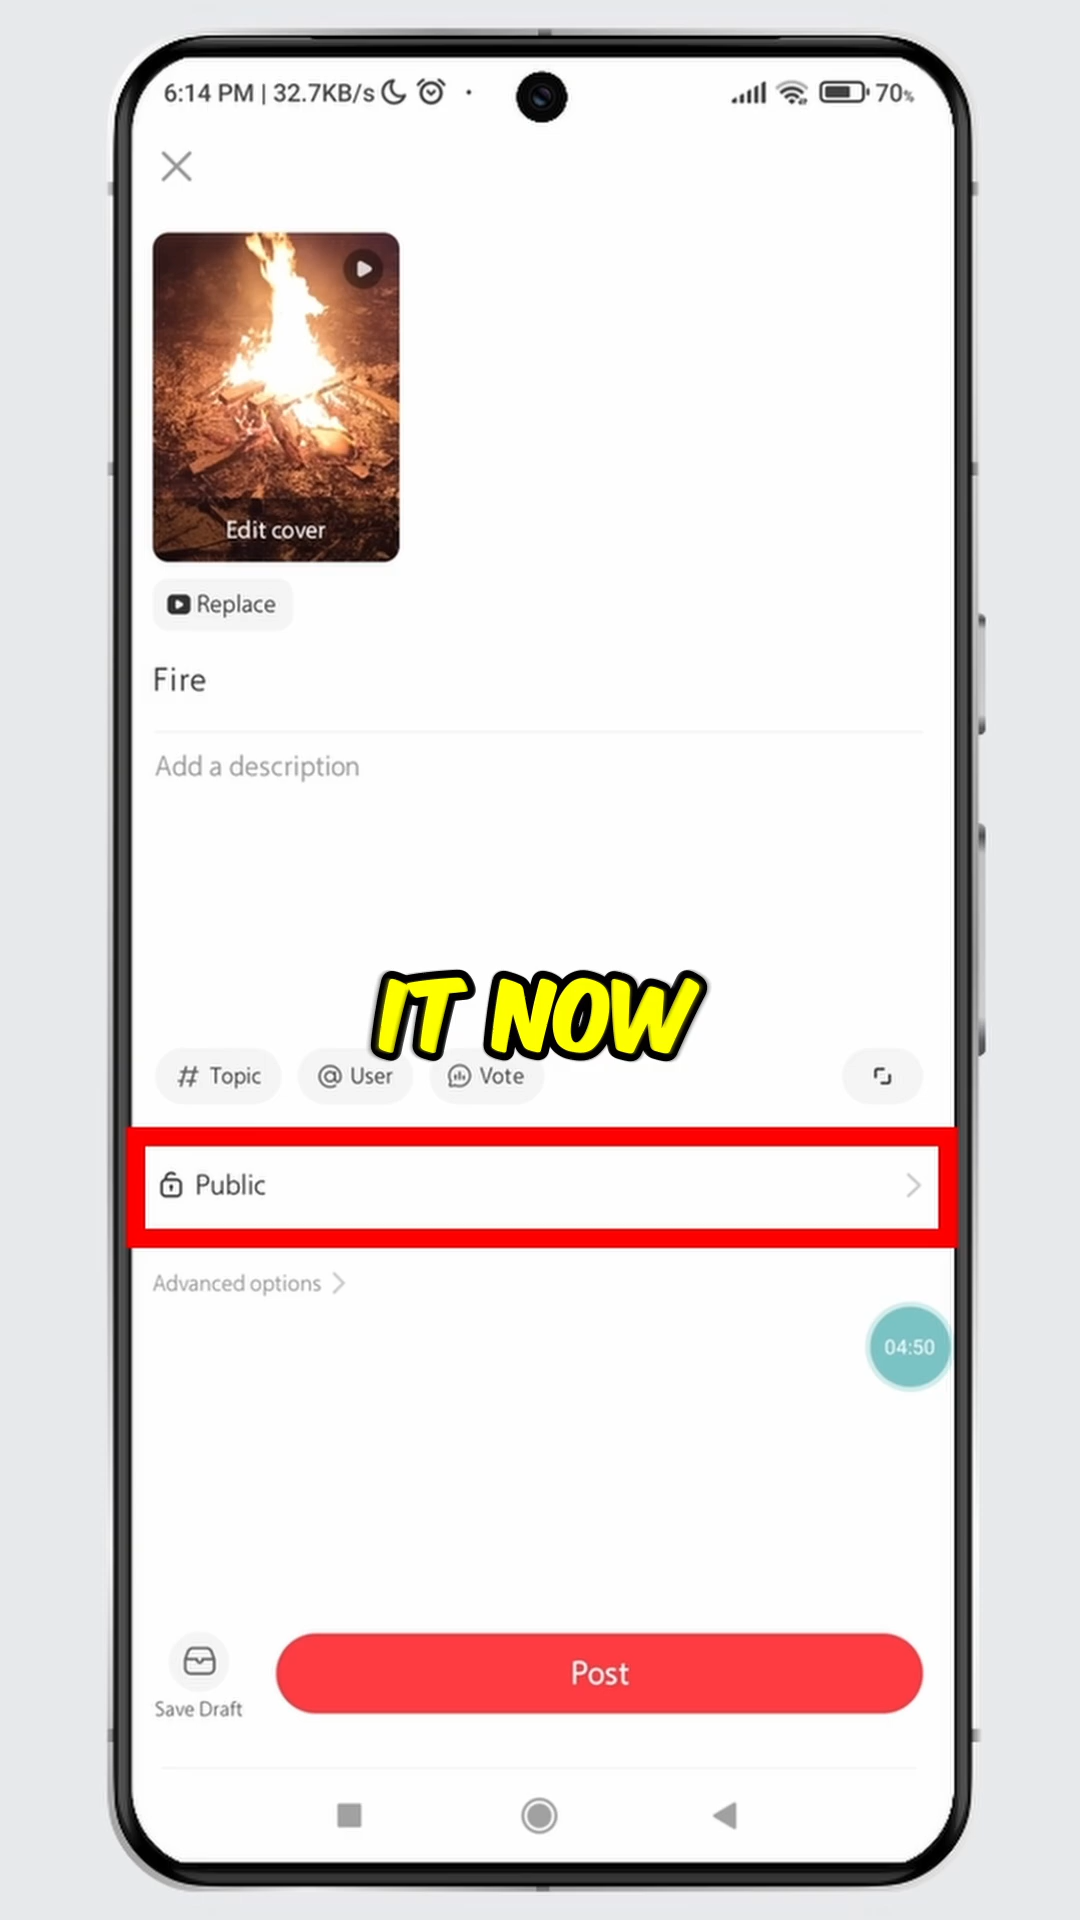 6:14 PM | 32.7KB/s
70%
Edit cover
Replace
Fire
Add a description
IT NOW
# Topic
@ User
Vote
Public
Advanced options
04:50
Save Draft
Post